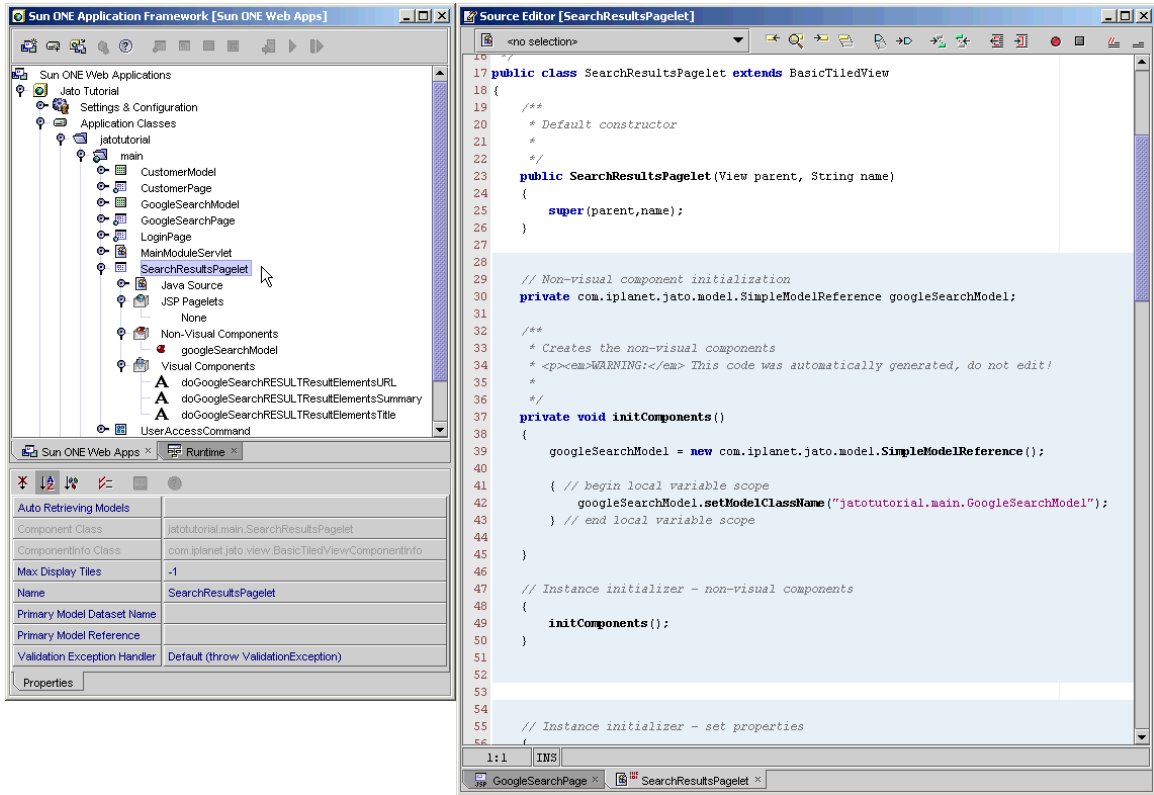 Sun ONE Application Framework [Sun ONE Web Apps]
Sun ONE Web Applications
Jato Tutorial
Settings & Configuration
Application Classes
jatotutorial
main
CustomerModel
CustomerPage
GoogleSearchModel
GoogleSearchPage
LoginPage
MainModuleServlet
SearchResultsPagelet
Java Source
JSP Pagelets
None
Non-Visual Components
googleSearchModel
Visual Components
A doGoogleSearchRESULTResultElementsURL
A doGoogleSearchRESULTResultElementsSummary
A doGoogleSearchRESULTResultElementsTitle
UserAccessCommand
Sun ONE Web Apps
Runtime
Auto Retrieving Models
Component Class jatotutorial.main.SearchResultsPagelet
ComponentInfo Class com.iplanet.jato.view.BasicTiledViewComponentInfo
Max Display Tiles -1
Name SearchResultsPagelet
Primary Model Dataset Name
Primary Model Reference
Validation Exception Handler Default (throw ValidationException)
Properties
Source Editor [SearchResultsPagelet]
<no selection>
16 */
17 public class SearchResultsPagelet extends BasicTiledView
18 {
19 /**
20 * Default constructor
21 *
22 */
23 public SearchResultsPagelet(View parent, String name)
24 {
25 super(parent,name);
26 }
27
28
29 // Non-visual component initialization
30 private com.iplanet.jato.model.SimpleModelReference googleSearchModel;
31
32 /**
33 * Creates the non-visual components
34 * <p><em>WARNING:</em> This code was automatically generated, do not edit!
35 *
36 */
37 private void initComponents()
38 {
39 googleSearchModel = new com.iplanet.jato.model.SimpleModelReference();
40
41 { // begin local variable scope
42 googleSearchModel.setModelClassName("jatotutorial.main.GoogleSearchModel");
43 } // end local variable scope
44
45 }
46
47 // Instance initializer - non-visual components
48 {
49 initComponents();
50 }
51
52
53
54
55 // Instance initializer - set properties
56 {
1:1 INS
GoogleSearchPage
SearchResultsPagelet